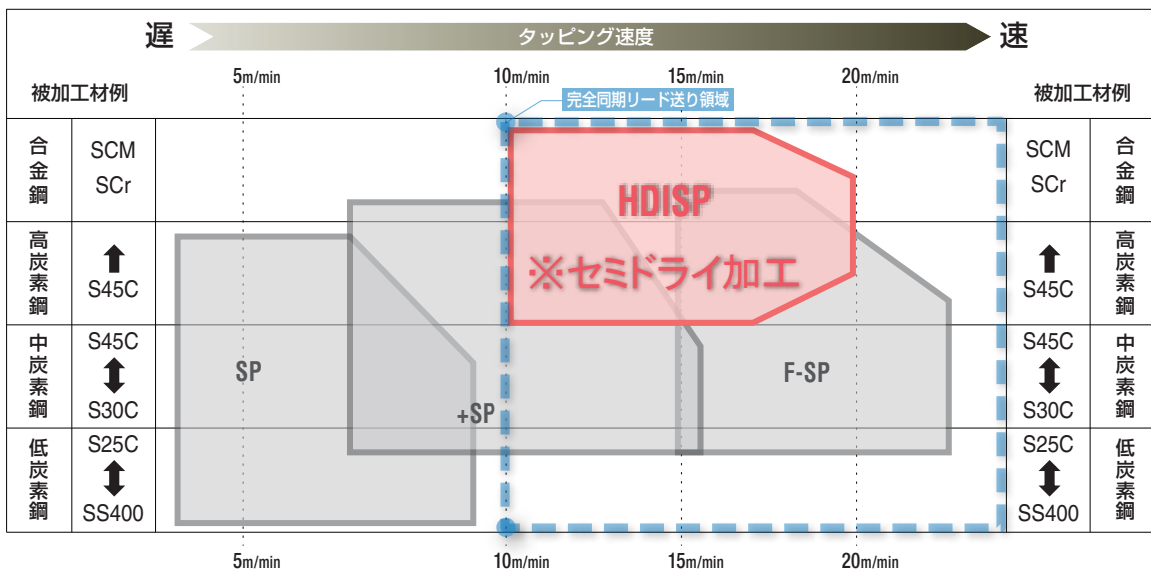 遅 タッピング速度 速
5m/min 10m/min 15m/min 20m/min
被加工材例 完全同期リード送り領域 被加工材例
合金鋼 SCM SCr
高炭素鋼 S45C
中炭素鋼 S45C S30C
低炭素鋼 S25C SS400
HDISP
※セミドライ加工
SP
+SP
F-SP
SCM SCr 合金鋼
S45C 高炭素鋼
S45C S30C 中炭素鋼
S25C SS400 低炭素鋼
5m/min 10m/min 15m/min 20m/min